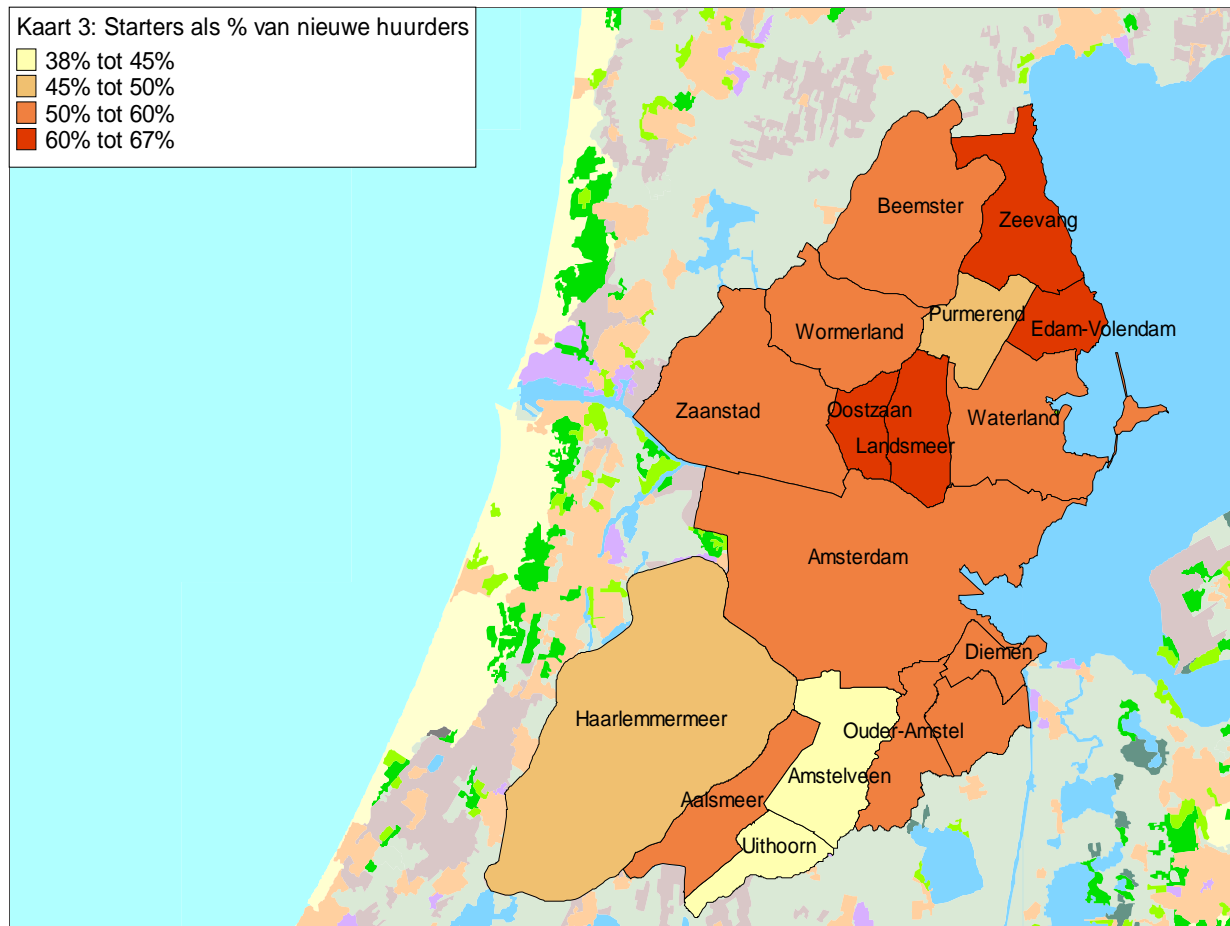 Kaart 3: Starters als % van nieuwe huurders
38% tot 45%
45% tot 50%
50% tot 60%
60% tot 67%
Beemster
Zeevang
Purmerend
Edam-Volendam
Wormerland
Zaanstad
Oostzaan
Waterland
Landsmeer
Amsterdam
Diemen
Haarlemmermeer
Ouder-Amstel
Amstelveen
Aalsmeer
Uithoorn